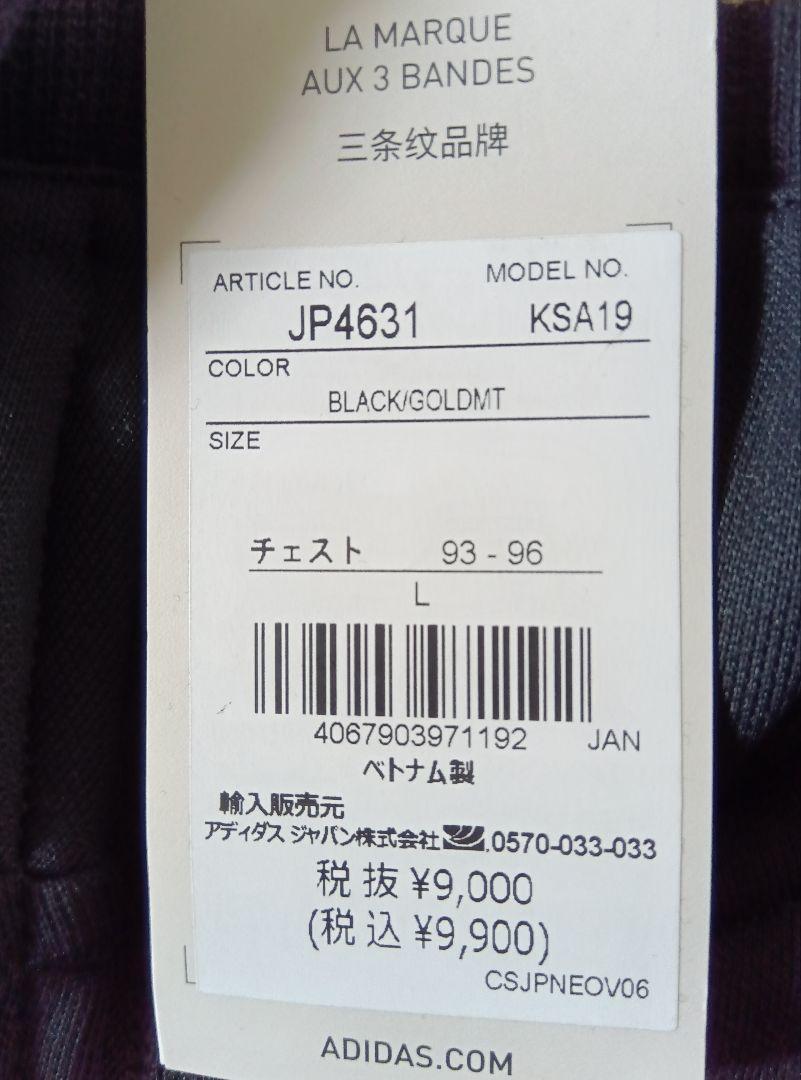 LA MARQUE
AUX 3 BANDES
三条纹品牌
ARTICLE NO. MODEL NO.
JP4631 KSA19
COLOR
BLACK/GOLDMT
SIZE
チェスト 93 - 96
L
4067903971192 JAN
ベトナム製
輸入販売元
アディダス ジャパン株式会社 0570-033-033
税 抜 ¥9,000
(税 込 ¥9,900)
CSJPNEOV06
ADIDAS.COM